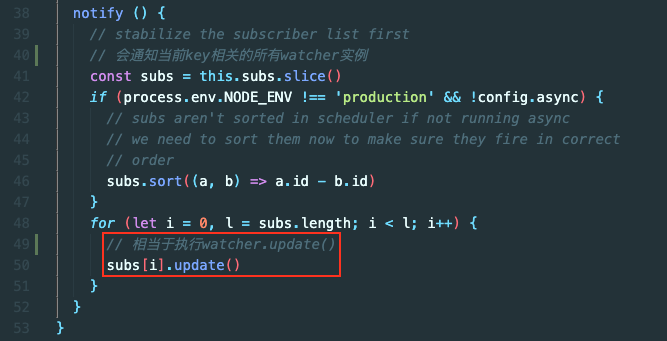 38 notify () {
39 // stabilize the subscriber list first
40 // 会通知当前key相关的所有watcher实例
41 const subs = this.subs.slice()
42 if (process.env.NODE_ENV !== 'production' && !config.async) {
43 // subs aren't sorted in scheduler if not running async
44 // we need to sort them now to make sure they fire in correct
45 // order
46 subs.sort((a, b) => a.id - b.id)
47 }
48 for (let i = 0, l = subs.length; i < l; i++) {
49 // 相当于执行watcher.update()
50 subs[i].update()
51 }
52 }
53 }